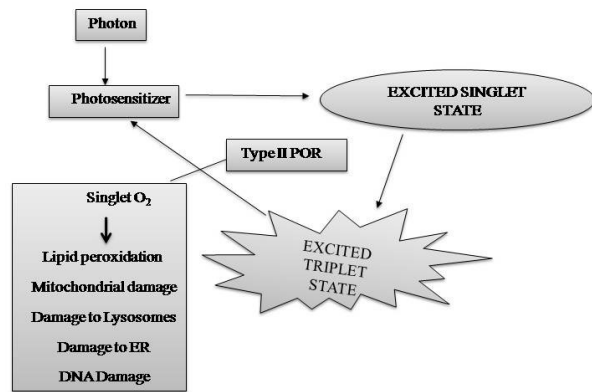 Photon
Photosensitizer
EXCITED SINGLET
STATE
Type II POR
Singlet O₂
Lipid peroxidation
Mitochondrial damage
Damage to Lysosomes
Damage to ER
DNA Damage
EXCITED
TRIPLET
STATE